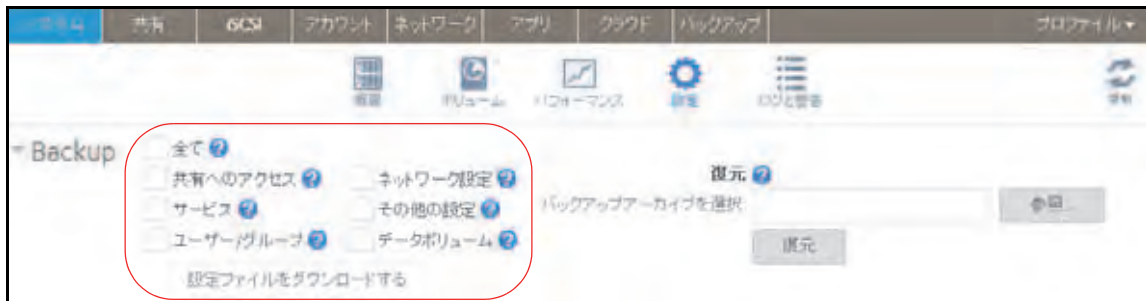 共有 iSCSI アカウント ネットワーク アプリ クラウド バックアップ プロファイル
概要 ボリューム パフォーマンス 設定 ログと警告
Backup
全て
共有へのアクセス ネットワーク設定
サービス その他の設定
ユーザー/グループ データボリューム
設定ファイルをダウンロードする
復元
バックアップアーカイブを選択 参照...
復元